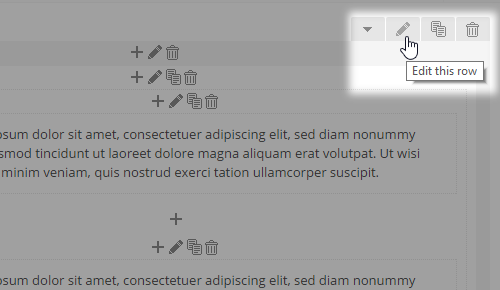 Edit this row
osum dolor sit amet, consectetuer adipiscing elit, sed diam nonummy
smod tincidunt ut laoreet dolore magna aliquam erat volutpat. Ut wisi
minim veniam, quis nostrud exerci tation ullamcorper suscipit.
osum dolor sit amet, consectetuer adipiscing elit, sed diam nonummy